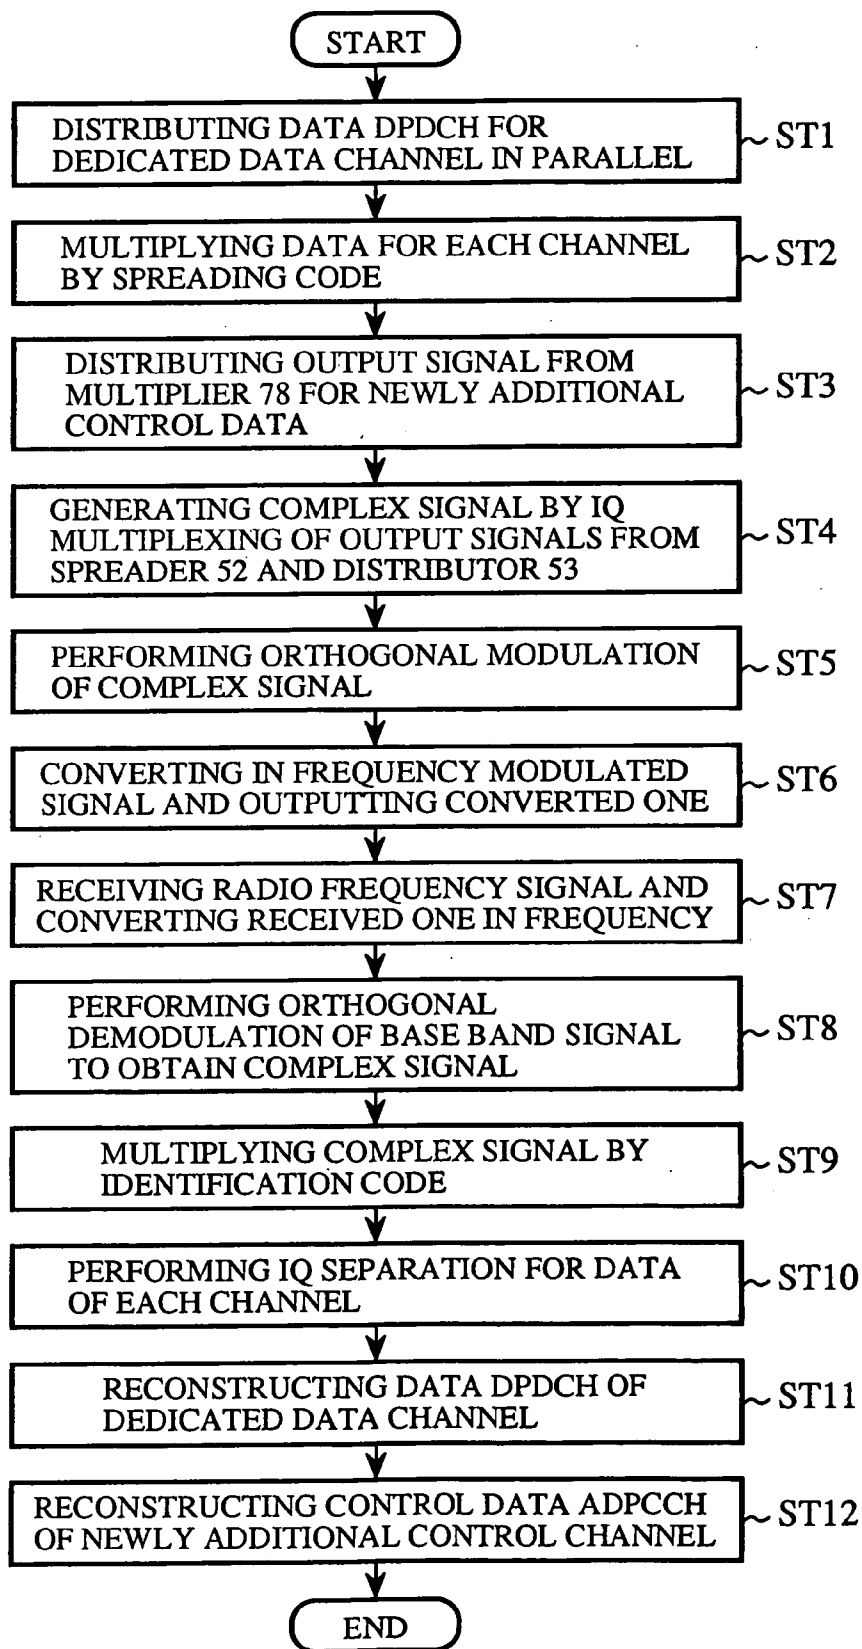 START
DISTRIBUTING DATA DPDCH FOR
DEDICATED DATA CHANNEL IN PARALLEL
ST1
MULTIPLYING DATA FOR EACH CHANNEL
BY SPREADING CODE
ST2
DISTRIBUTING OUTPUT SIGNAL FROM
MULTIPLIER 78 FOR NEWLY ADDITIONAL
CONTROL DATA
ST3
GENERATING COMPLEX SIGNAL BY IQ
MULTIPLEXING OF OUTPUT SIGNALS FROM
SPREADER 52 AND DISTRIBUTOR 53
ST4
PERFORMING ORTHOGONAL MODULATION
OF COMPLEX SIGNAL
ST5
CONVERTING IN FREQUENCY MODULATED
SIGNAL AND OUTPUTTING CONVERTED ONE
ST6
RECEIVING RADIO FREQUENCY SIGNAL AND
CONVERTING RECEIVED ONE IN FREQUENCY
ST7
PERFORMING ORTHOGONAL
DEMODULATION OF BASE BAND SIGNAL
TO OBTAIN COMPLEX SIGNAL
ST8
MULTIPLYING COMPLEX SIGNAL BY
IDENTIFICATION CODE
ST9
PERFORMING IQ SEPARATION FOR DATA
OF EACH CHANNEL
ST10
RECONSTRUCTING DATA DPDCH OF
DEDICATED DATA CHANNEL
ST11
RECONSTRUCTING CONTROL DATA ADPCCH
OF NEWLY ADDITIONAL CONTROL CHANNEL
ST12
END